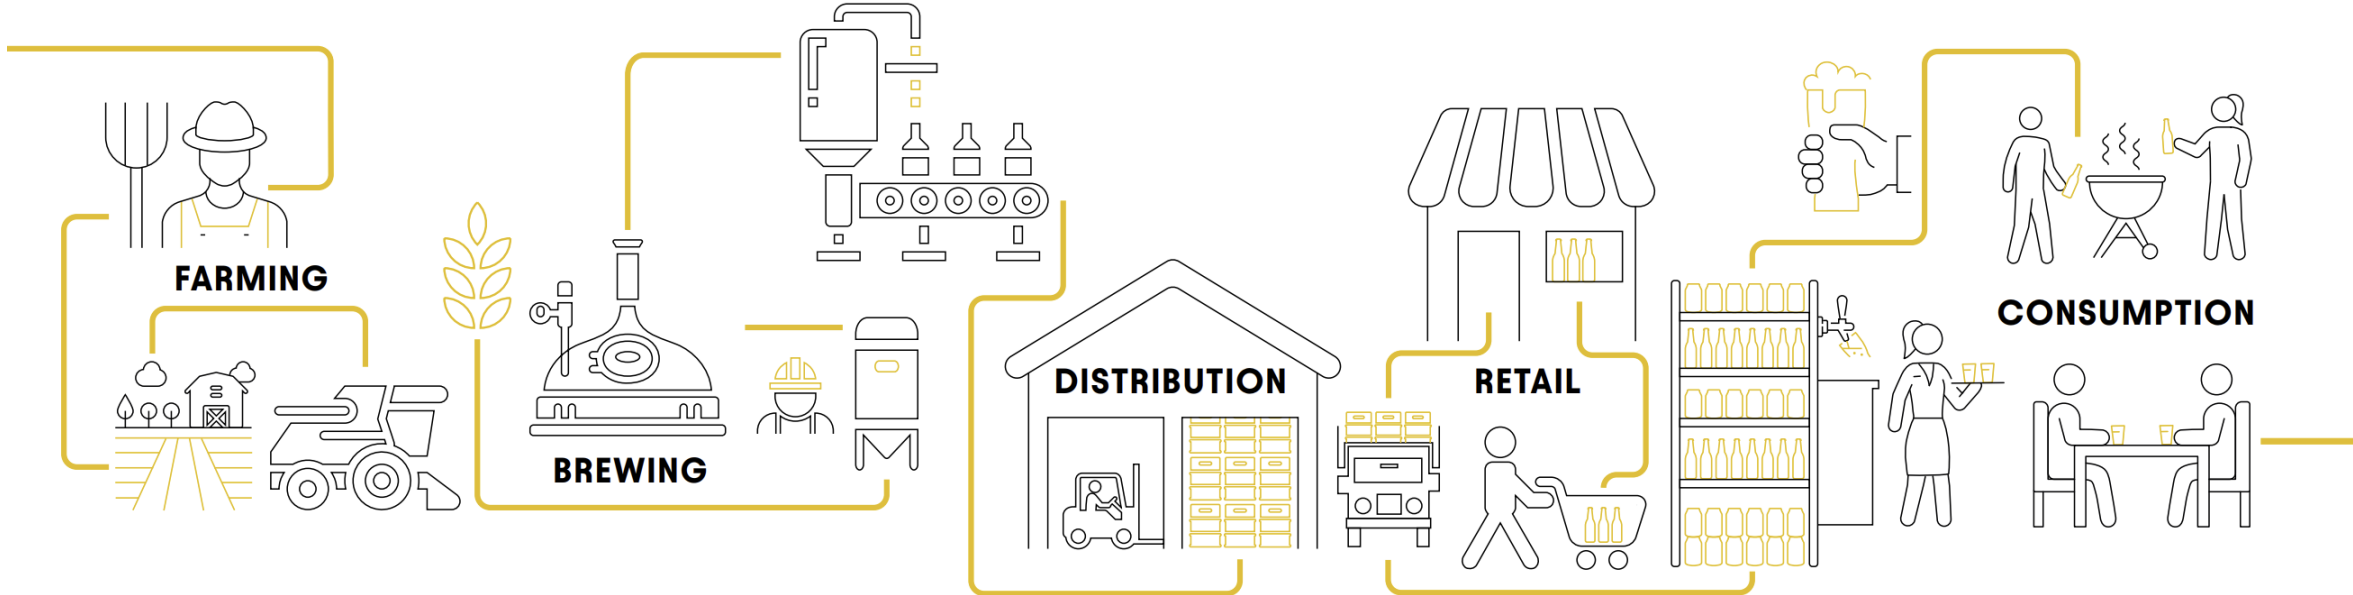 FARMING
BREWING
DISTRIBUTION
RETAIL
CONSUMPTION